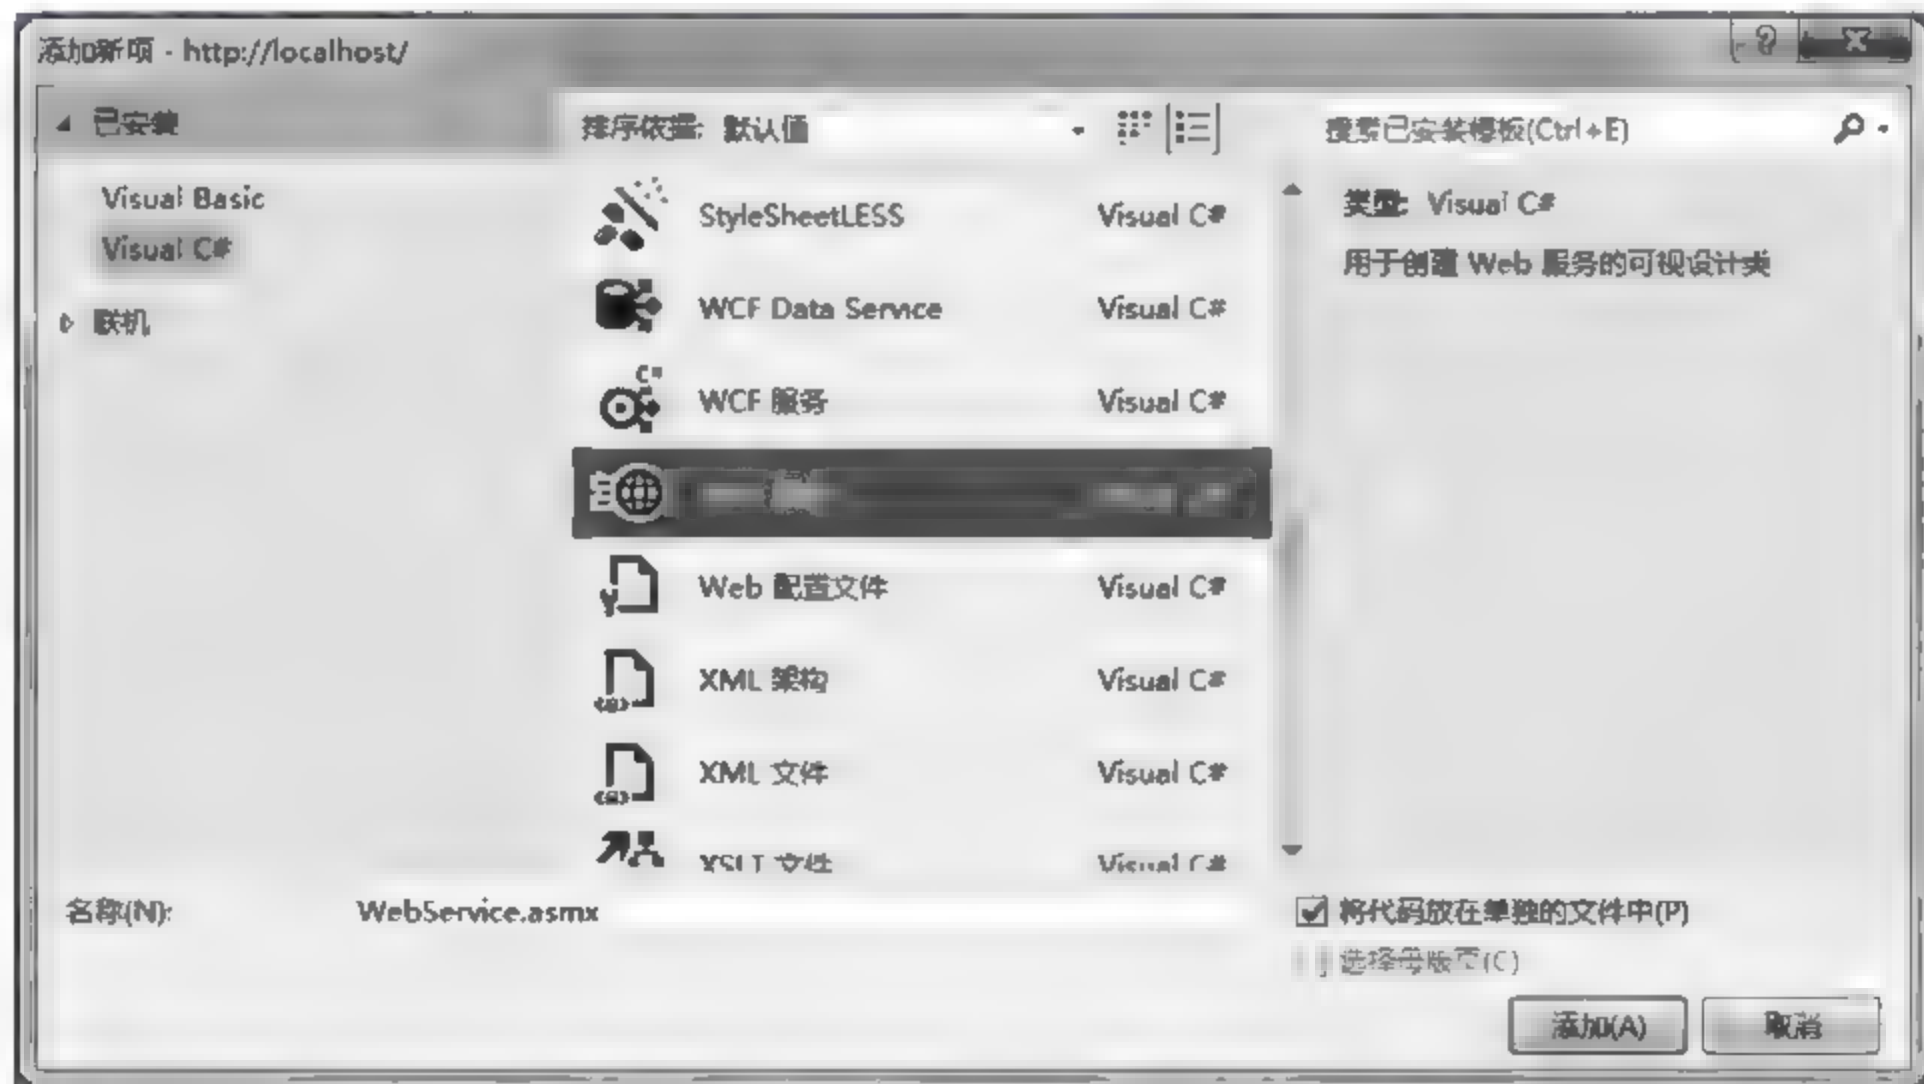 添加新项 - http://localhost/
已安装
Visual Basic
Visual C#
联机
排序依据: 默认值
StyleSheetLESS Visual C#
WCF Data Service Visual C#
WCF 服务 Visual C#
Web 配置文件 Visual C#
XML 架构 Visual C#
XML 文件 Visual C#
XSLT 文件 Visual C#
搜索已安装模板(Ctrl+E)
类型: Visual C#
用于创建 Web 服务的可视设计类
名称(N): WebService.asmx
将代码放在单独的文件中(P)
选择母版页(C)
添加(A) 取消